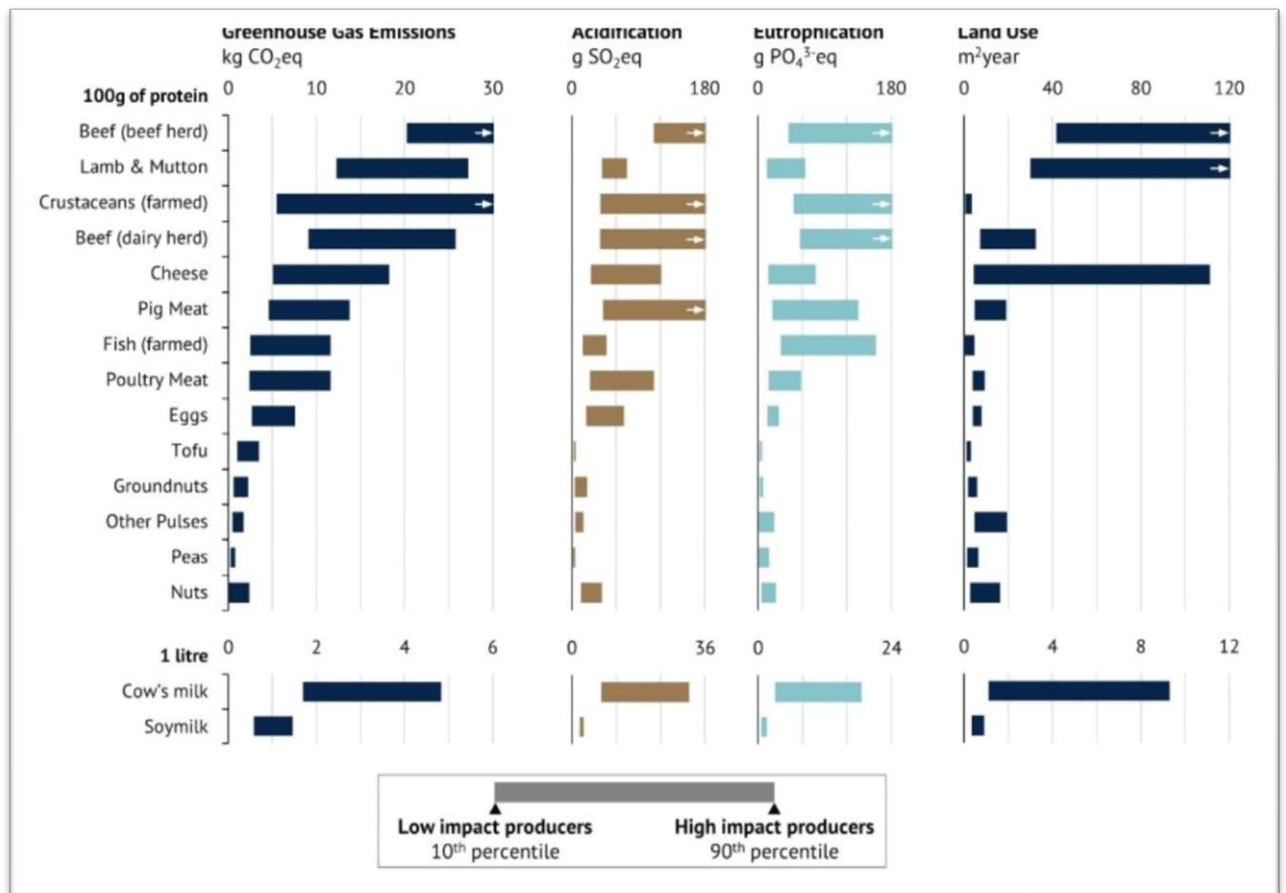 Greenhouse Gas Emissions Acidification Eutrophication Land Use
kg CO₂eq g SO₂eq g PO₄³⁻eq m²year
100g of protein 0 10 20 30 0 180 0 180 0 40 80 120
Beef (beef herd)
Lamb & Mutton
Crustaceans (farmed)
Beef (dairy herd)
Cheese
Pig Meat
Fish (farmed)
Poultry Meat
Eggs
Tofu
Groundnuts
Other Pulses
Peas
Nuts
1 litre 0 2 4 6 0 36 0 24 0 4 8 12
Cow's milk
Soymilk
Low impact producers High impact producers
10th percentile 90th percentile